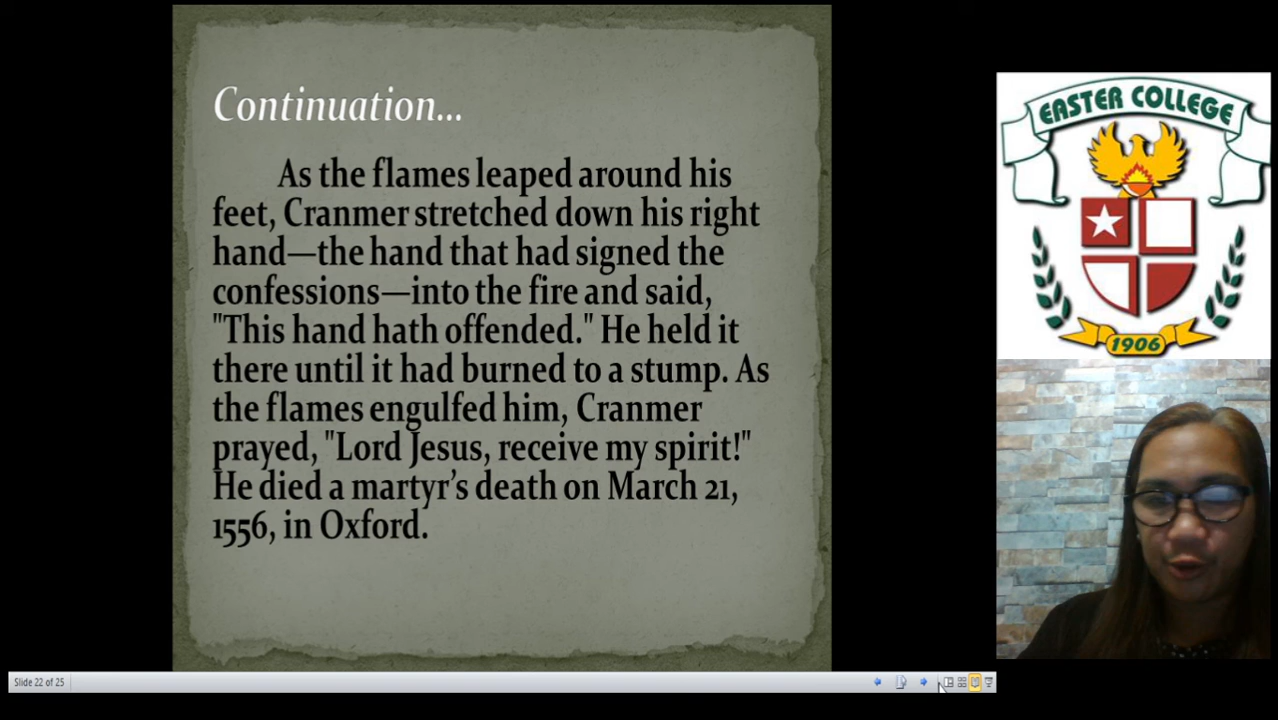 Continuation...
As the flames leaped around his
feet, Cranmer stretched down his right
hand—the hand that had signed the
confessions—into the fire and said,
"This hand hath offended." He held it
there until it had burned to a stump. As
the flames engulfed him, Cranmer
prayed, "Lord Jesus, receive my spirit!"
He died a martyr's death on March 21,
1556, in Oxford.
EASTER COLLEGE
1906
Slide 22 of 25